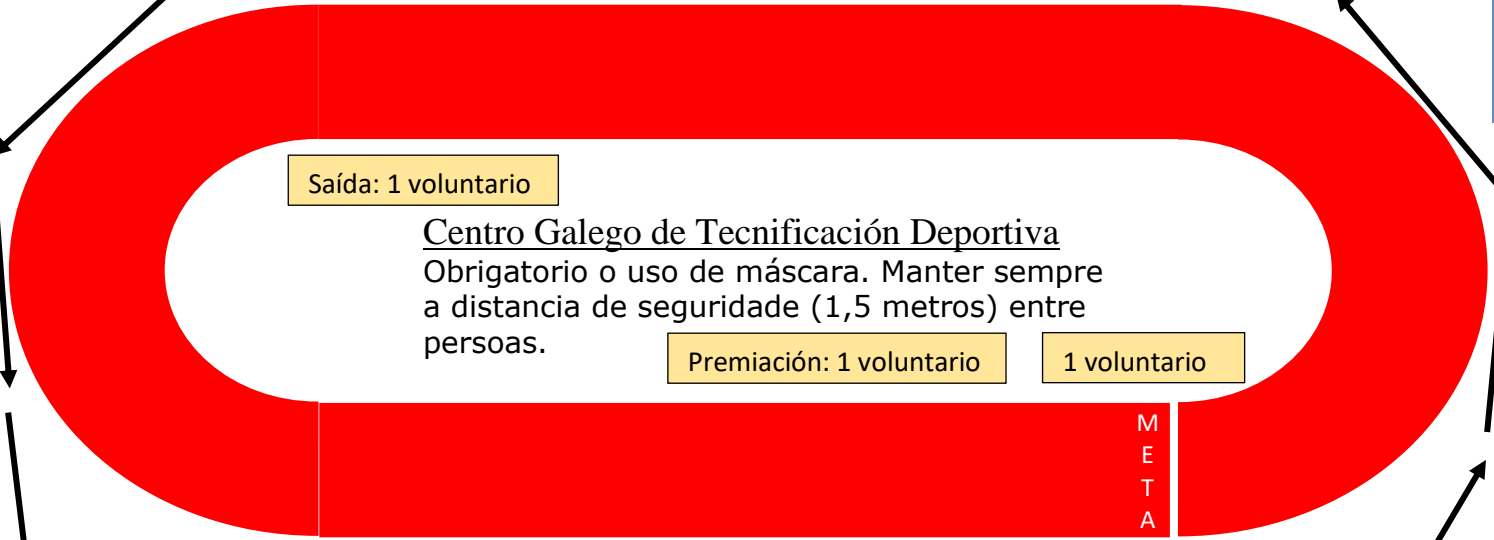 Saída: 1 voluntario
Centro Galego de Tecnificación Deportiva
Obrigatorio o uso de máscara. Manter sempre
a distancia de seguridade (1,5 metros) entre
persoas.
Premiación: 1 voluntario
1 voluntario
M
E
T
A